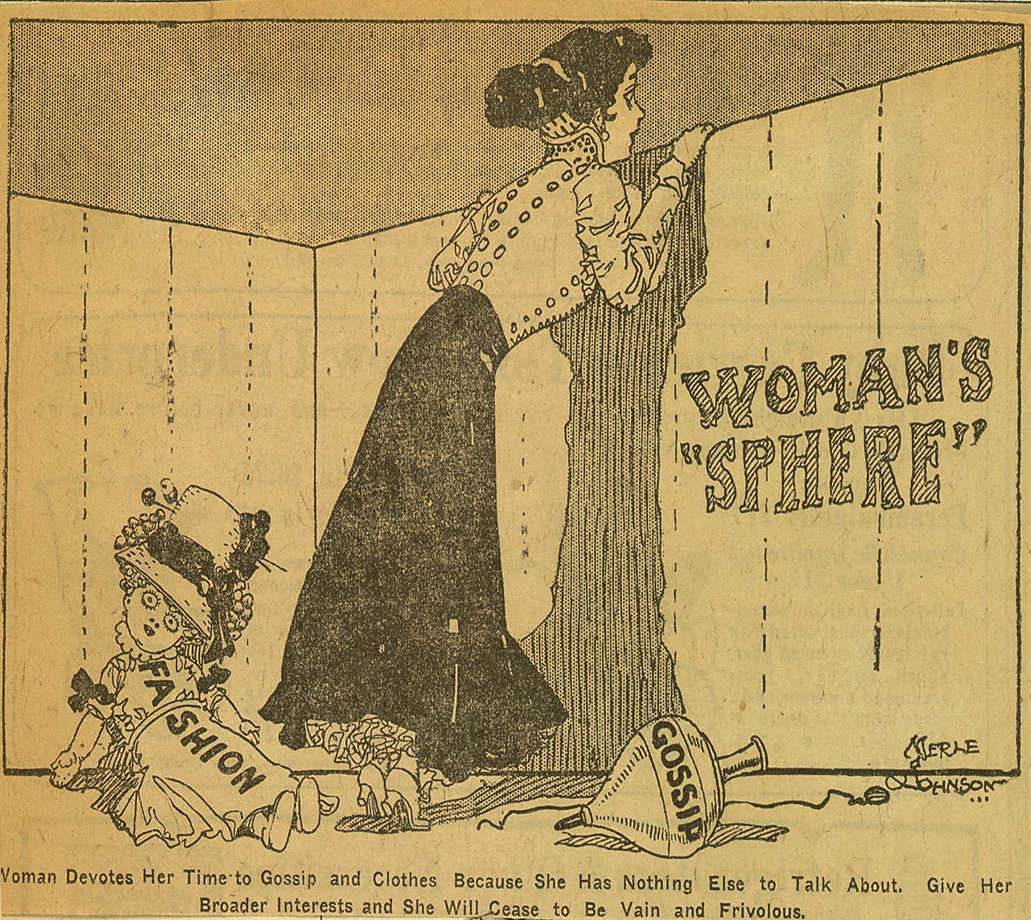 WOMAN'S
"SPHERE"
FASHION
GOSSIP
MERLE
JOHNSON
Woman Devotes Her Time to Gossip and Clothes Because She Has Nothing Else to Talk About. Give Her
Broader Interests and She Will Cease to Be Vain and Frivolous.